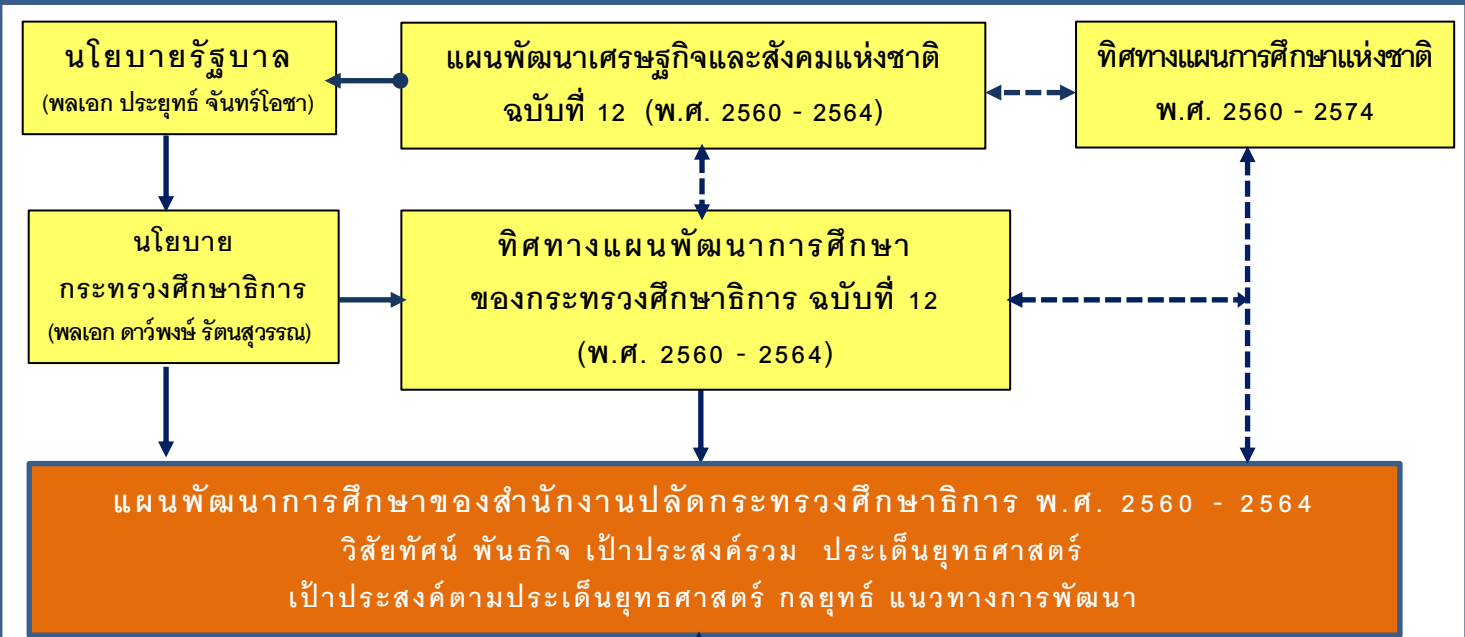 นโยบายรัฐบาล
(พลเอก ประยุทธ์ จันทร์โอชา)
แผนพัฒนาเศรษฐกิจและสังคมแห่งชาติ
ฉบับที่ 12 (พ.ศ. 2560 - 2564)
ทิศทางแผนการศึกษาแห่งชาติ
พ.ศ. 2560 - 2574
นโยบาย
กระทรวงศึกษาธิการ
(พลเอก ดาว์พงษ์ รัตนสุวรรณ)
ทิศทางแผนพัฒนาการศึกษา
ของกระทรวงศึกษาธิการ ฉบับที่ 12
(พ.ศ. 2560 - 2564)
แผนพัฒนาการศึกษาของสำนักงานปลัดกระทรวงศึกษาธิการ พ.ศ. 2560 - 2564
วิสัยทัศน์ พันธกิจ เป้าประสงค์รวม ประเด็นยุทธศาสตร์
เป้าประสงค์ตามประเด็นยุทธศาสตร์ กลยุทธ์ แนวทางการพัฒนา